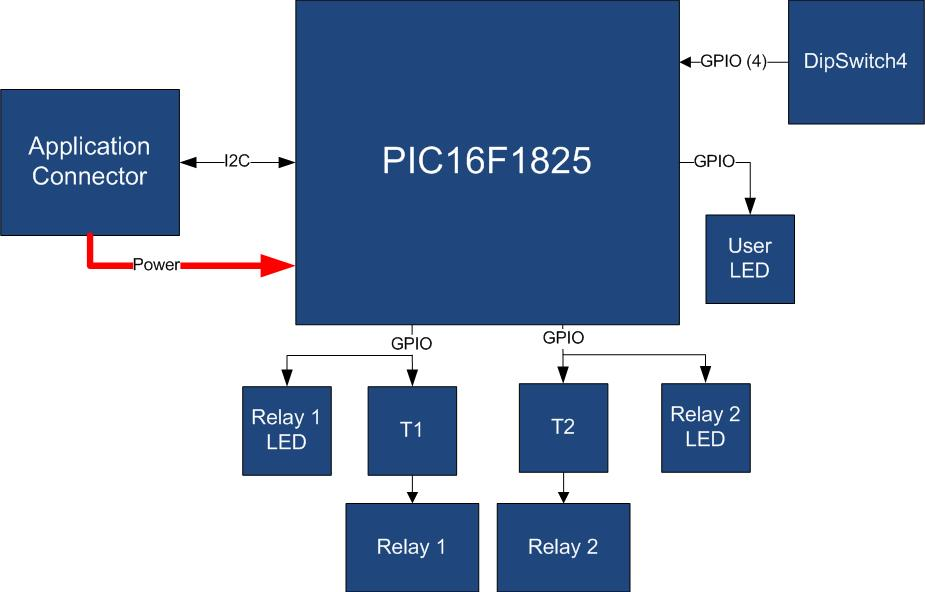 GPIO (4)
DipSwitch4
Application
Connector
I2C
PIC16F1825
GPIO
User
LED
Power
GPIO
GPIO
Relay 1
LED
T1
T2
Relay 2
LED
Relay 1
Relay 2